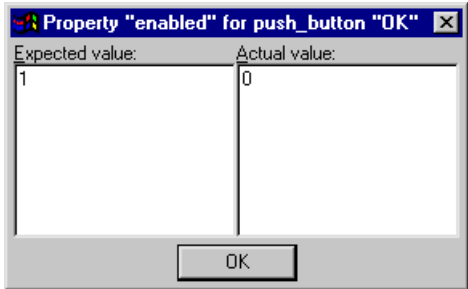 Property "enabled" for push_button "OK"
Expected value: Actual value:
1 0
OK